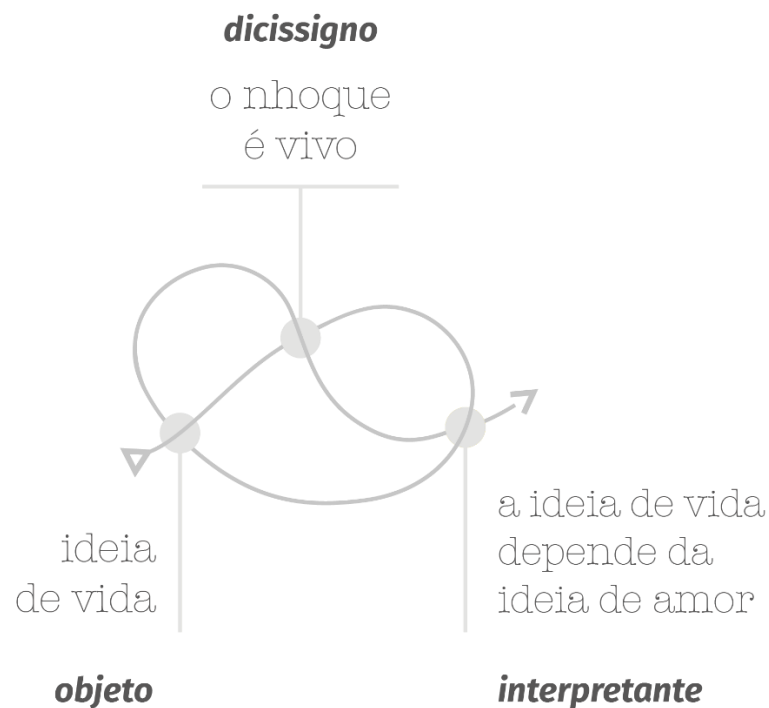 dicissigno
o nhoque
é vivo
ideia
de vida
a ideia de vida
depende da
ideia de amor
objeto
interpretante